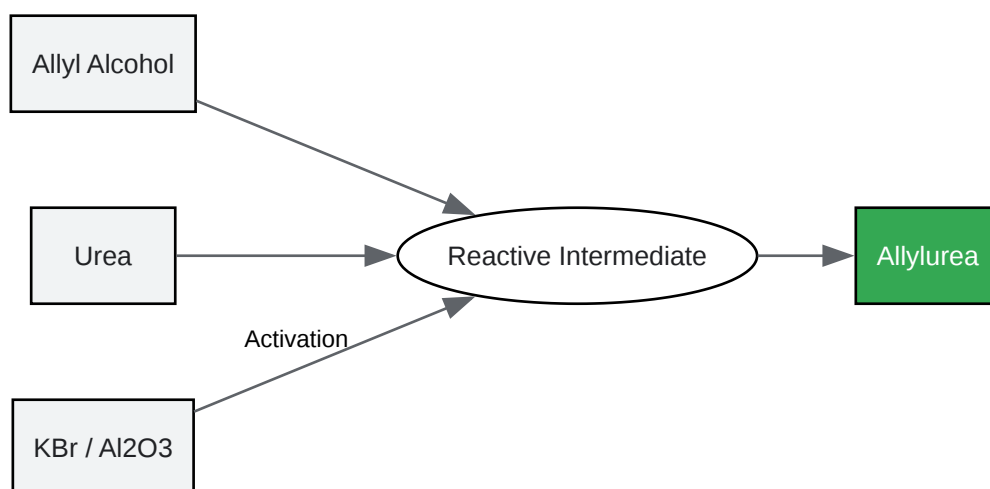 Allyl Alcohol
Urea
Reactive Intermediate
Allylurea
Activation
KBr / Al2O3